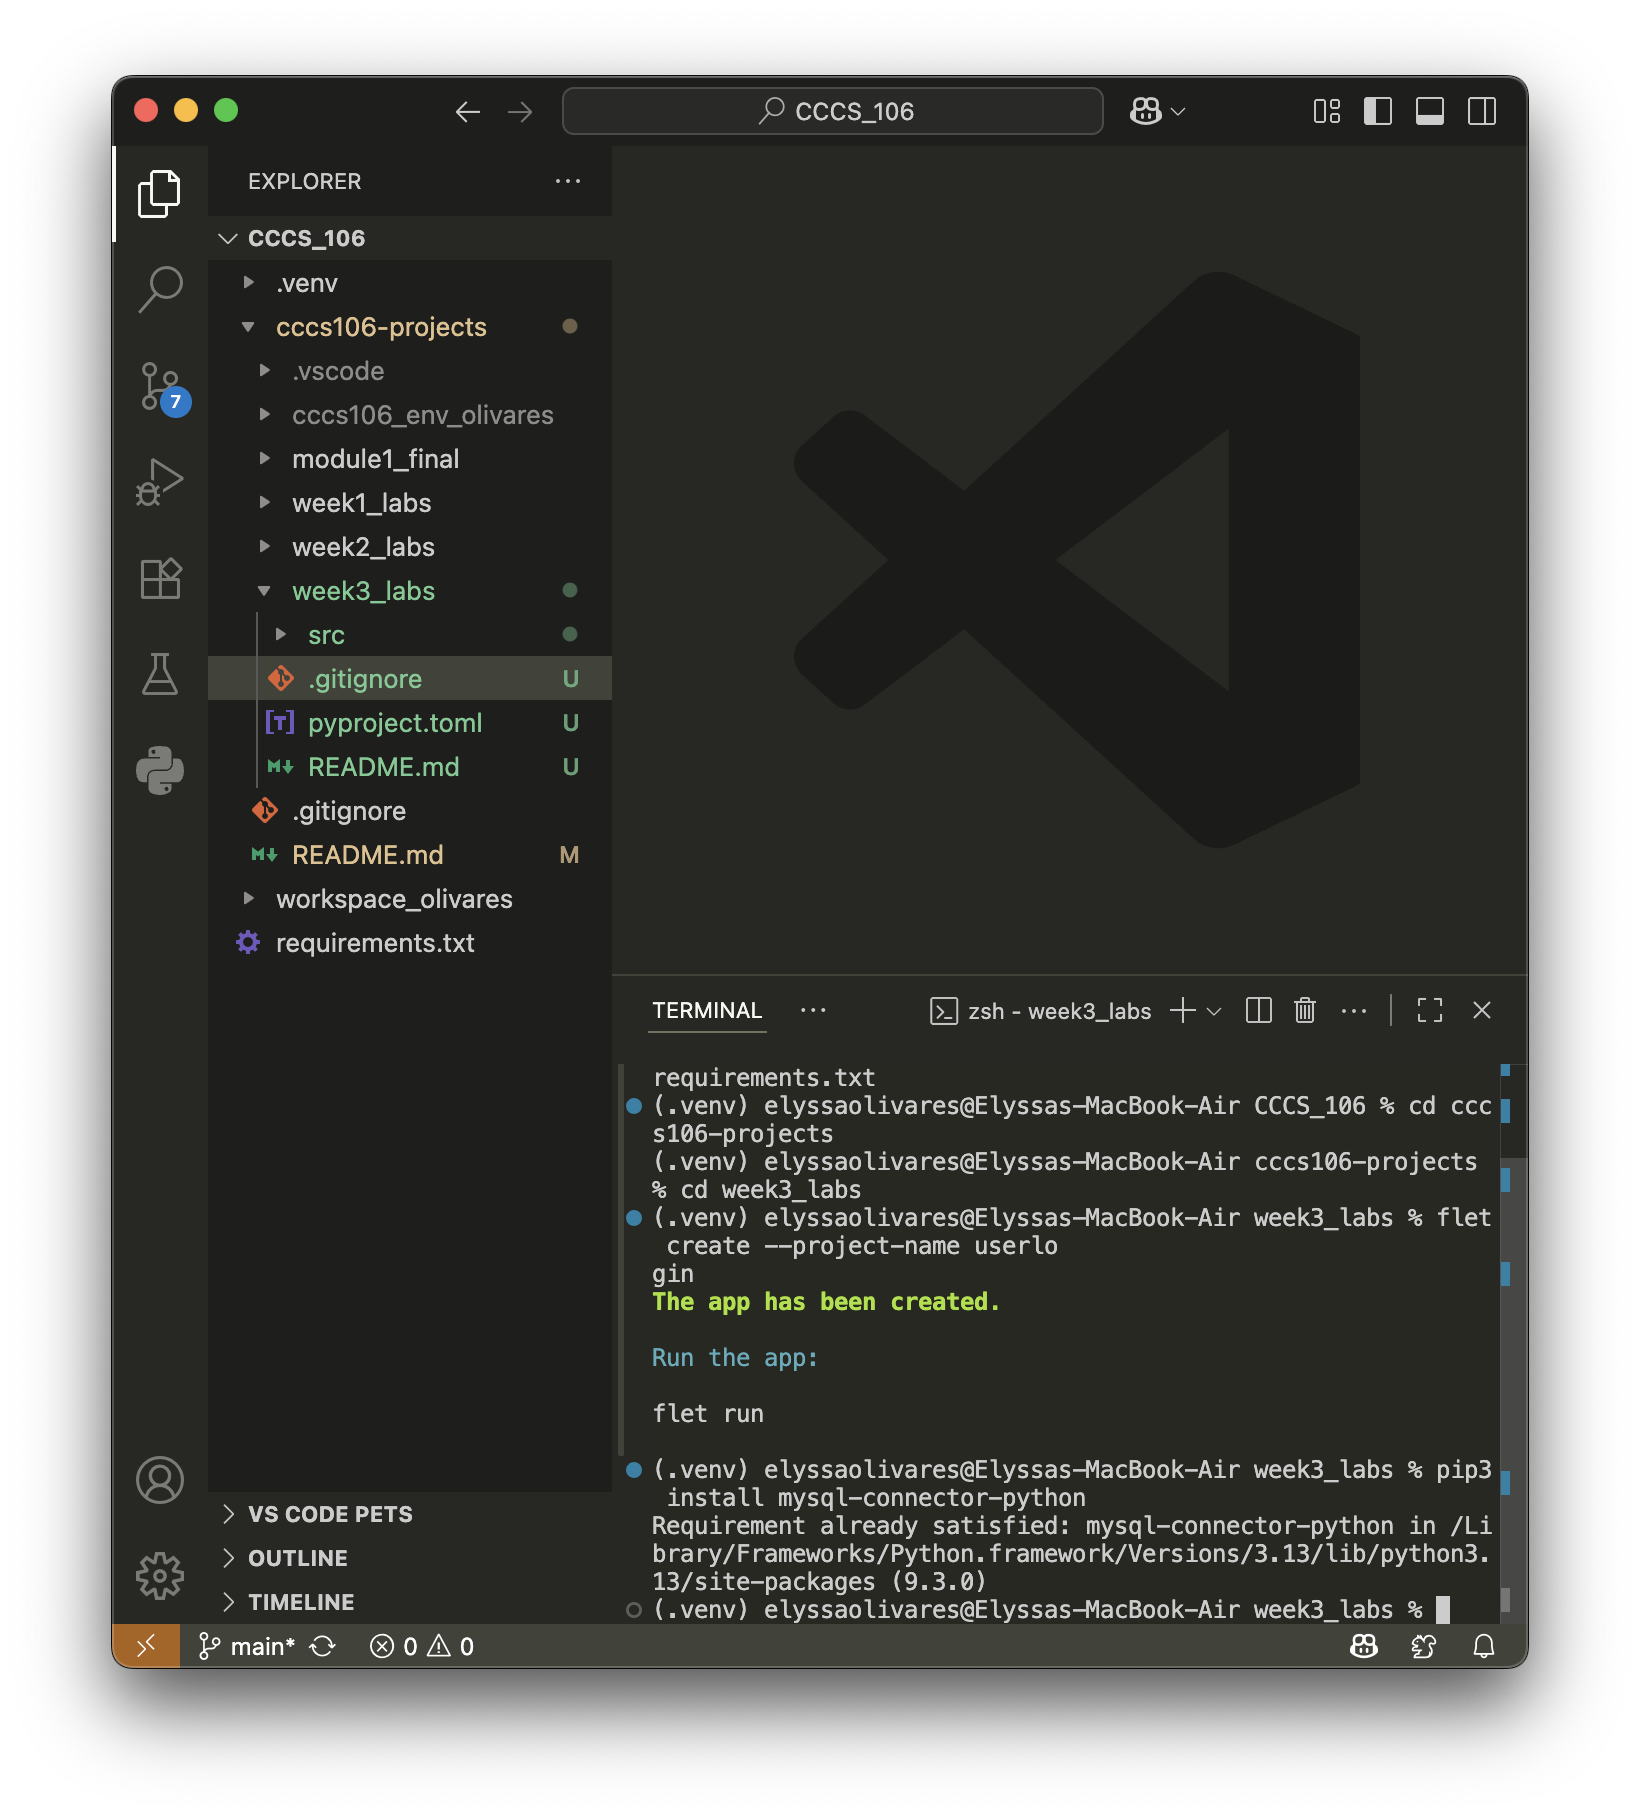 CCCS_106
EXPLORER
CCCS_106
.venv
cccs106-projects
.vscode
cccs106_env_olivares
7
module1_final
week1_labs
week2_labs
week3_labs
src
.gitignore U
pyproject.toml U
README.md U
.gitignore
README.md M
workspace_olivares
requirements.txt
VS CODE PETS
OUTLINE
TIMELINE
TERMINAL
zsh - week3_labs
requirements.txt
(.venv) elyssaolivares@Elyssas-MacBook-Air CCCS_106 % cd ccc
s106-projects
(.venv) elyssaolivares@Elyssas-MacBook-Air cccs106-projects
% cd week3_labs
(.venv) elyssaolivares@Elyssas-MacBook-Air week3_labs % flet
create --project-name userlo
gin
The app has been created.
Run the app:
flet run
(.venv) elyssaolivares@Elyssas-MacBook-Air week3_labs % pip3
install mysql-connector-python
Requirement already satisfied: mysql-connector-python in /Li
brary/Frameworks/Python.framework/Versions/3.13/lib/python3.
13/site-packages (9.3.0)
(.venv) elyssaolivares@Elyssas-MacBook-Air week3_labs %
main* 0 0